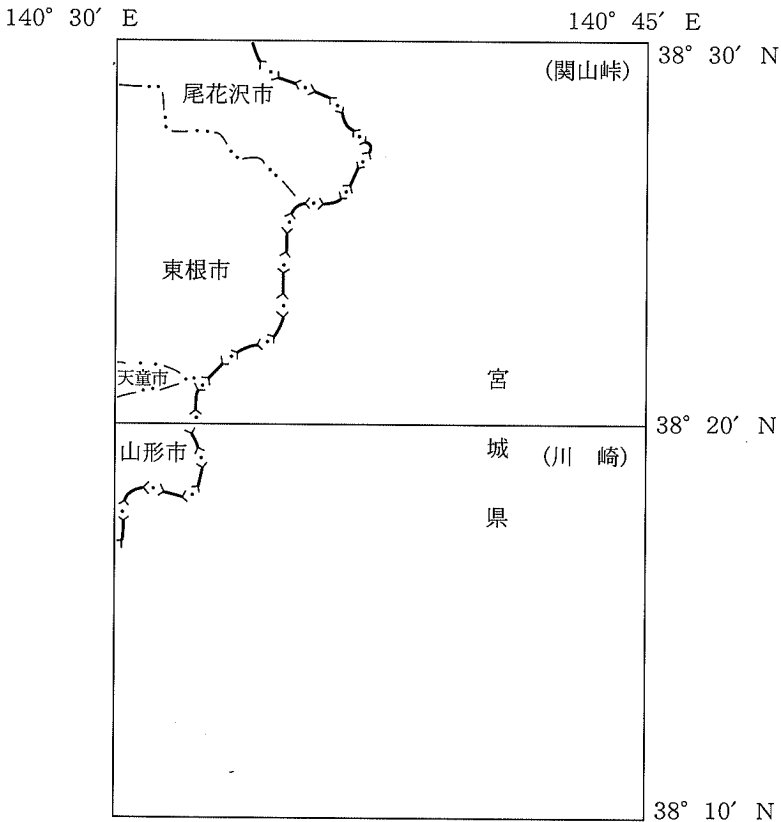 140° 30′ E
140° 45′ E
38° 30′ N
(関山峠)
尾花沢市
東根市
天童市
宮城県
38° 20′ N
山形市
(川 崎)
38° 10′ N